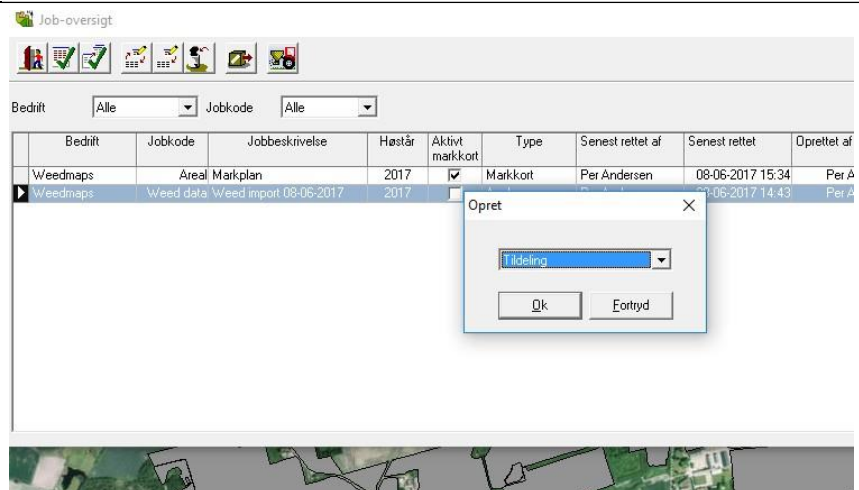 Job-oversigt
Bedrift Alle Jobkode Alle
Bedrift Jobkode Jobbeskrivelse Høstår Aktivt markkort Type Senest rettet af Senest rettet Oprettet af
Weedmaps Areal Markplan 2017 Markkort Per Andersen 08-06-2017 15:34 Per A
Weedmaps Weed data Weed import 08-06-2017 2017 08-06-2017 14:43 Per A
Opret
Tildeling
Ok Fortryd